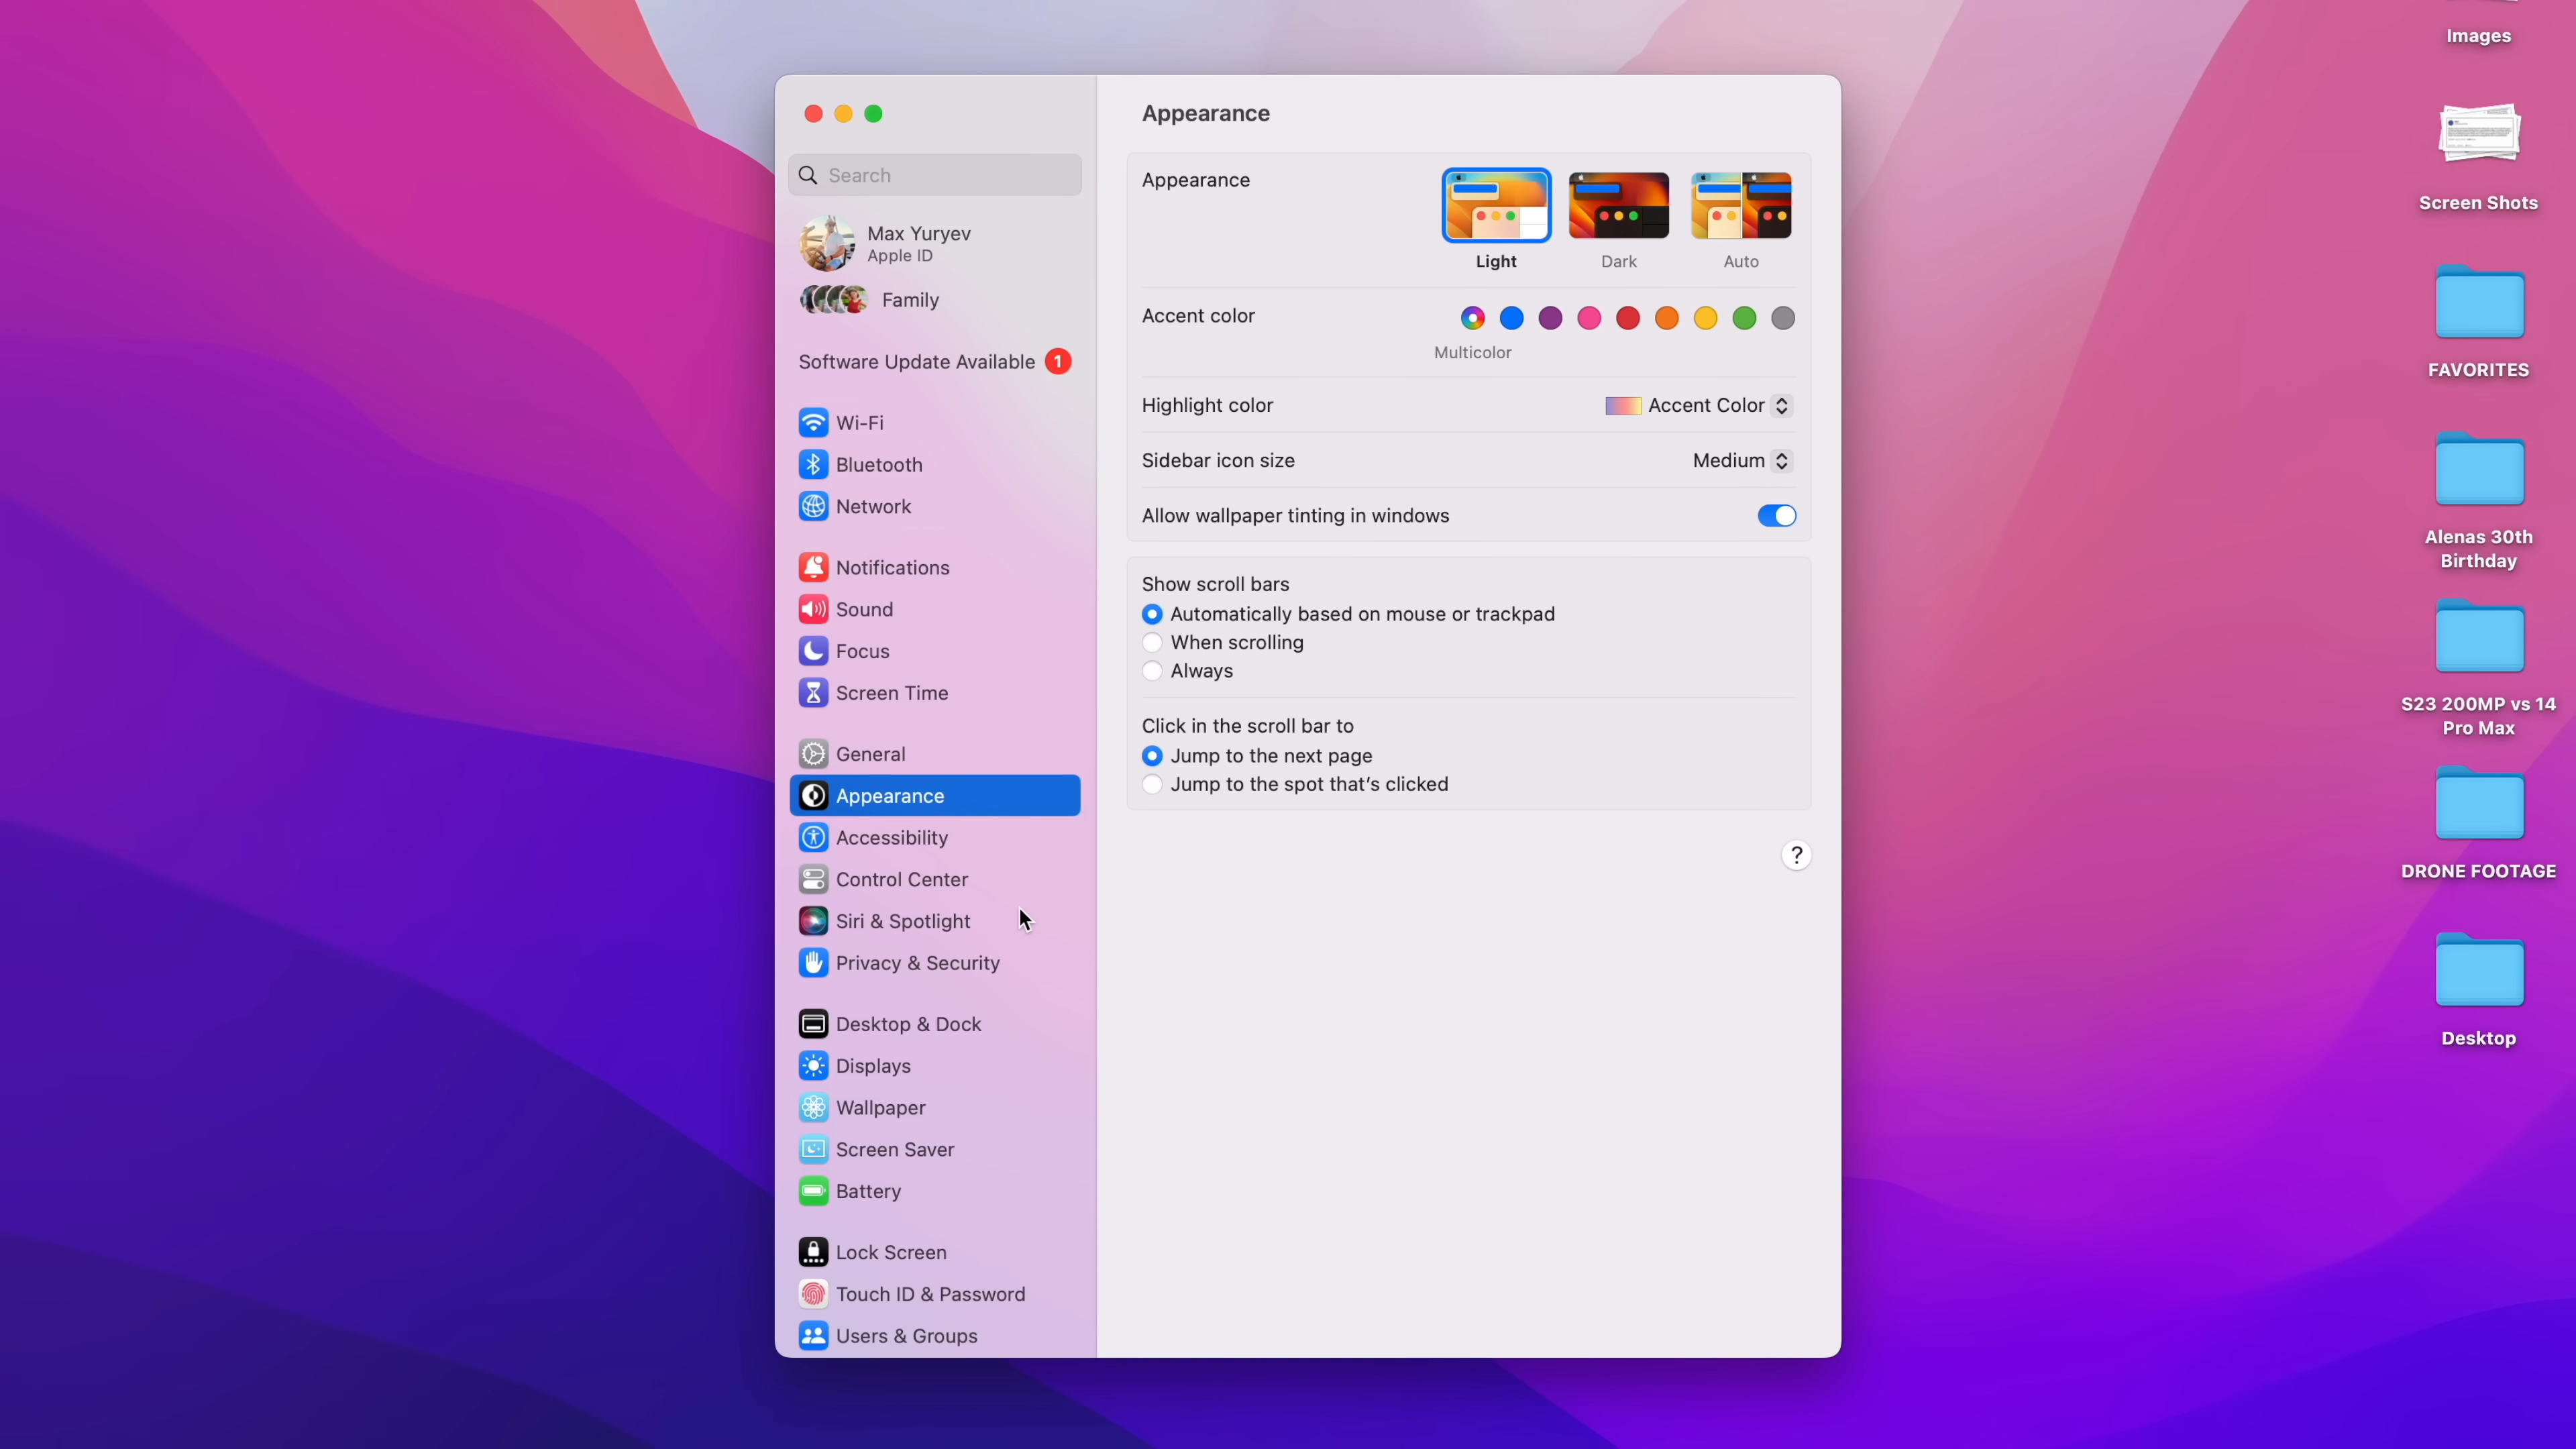 Search
Max Yuryev
Apple ID
Family
Software Update Available 1
Wi-Fi
Bluetooth
Network
Notifications
Sound
Focus
Screen Time
General
Appearance
Accessibility
Control Center
Siri & Spotlight
Privacy & Security
Desktop & Dock
Displays
Wallpaper
Screen Saver
Battery
Lock Screen
Touch ID & Password
Users & Groups
Appearance
Appearance
Light
Dark
Auto
Accent color
Multicolor
Highlight color
Accent Color
Sidebar icon size
Medium
Allow wallpaper tinting in windows
Show scroll bars
Automatically based on mouse or trackpad
When scrolling
Always
Click in the scroll bar to
Jump to the next page
Jump to the spot that's clicked
?
Images
Screen Shots
FAVORITES
Alenas 30th
Birthday
S23 200MP vs 14
Pro Max
DRONE FOOTAGE
Desktop